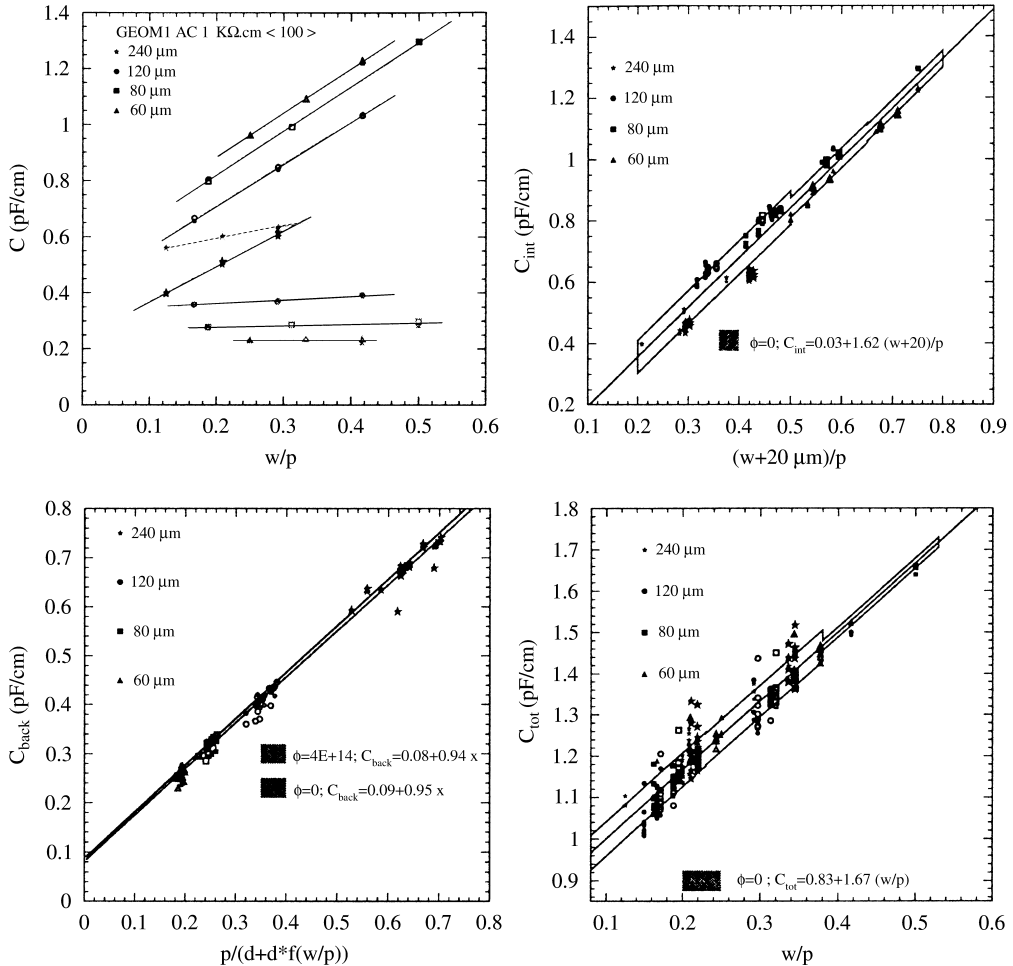 GEOM1 AC 1 KΩ.cm < 100 >
240 μm
120 μm
80 μm
60 μm
C (pF/cm)
1.4
1.2
1
0.8
0.6
0.4
0.2
0
0 0.1 0.2 0.3 0.4 0.5 0.6
w/p
240 μm
120 μm
80 μm
60 μm
C_int (pF/cm)
1.4
1.2
1.0
0.8
0.6
0.4
0.2
ϕ=0; C_int=0.03+1.62 (w+20)/p
0.1 0.2 0.3 0.4 0.5 0.6 0.7 0.8 0.9
(w+20 μm)/p
240 μm
120 μm
80 μm
60 μm
C_back (pF/cm)
0.8
0.7
0.6
0.5
0.4
0.3
0.2
0.1
0
ϕ=4E+14; C_back=0.08+0.94 x
ϕ=0; C_back=0.09+0.95 x
0 0.1 0.2 0.3 0.4 0.5 0.6 0.7 0.8
p/(d+d*f(w/p))
240 μm
120 μm
80 μm
60 μm
C_tot (pF/cm)
1.8
1.7
1.6
1.5
1.4
1.3
1.2
1.1
1
0.9
ϕ=0 ; C_tot=0.83+1.67 (w/p)
0.1 0.2 0.3 0.4 0.5 0.6
w/p